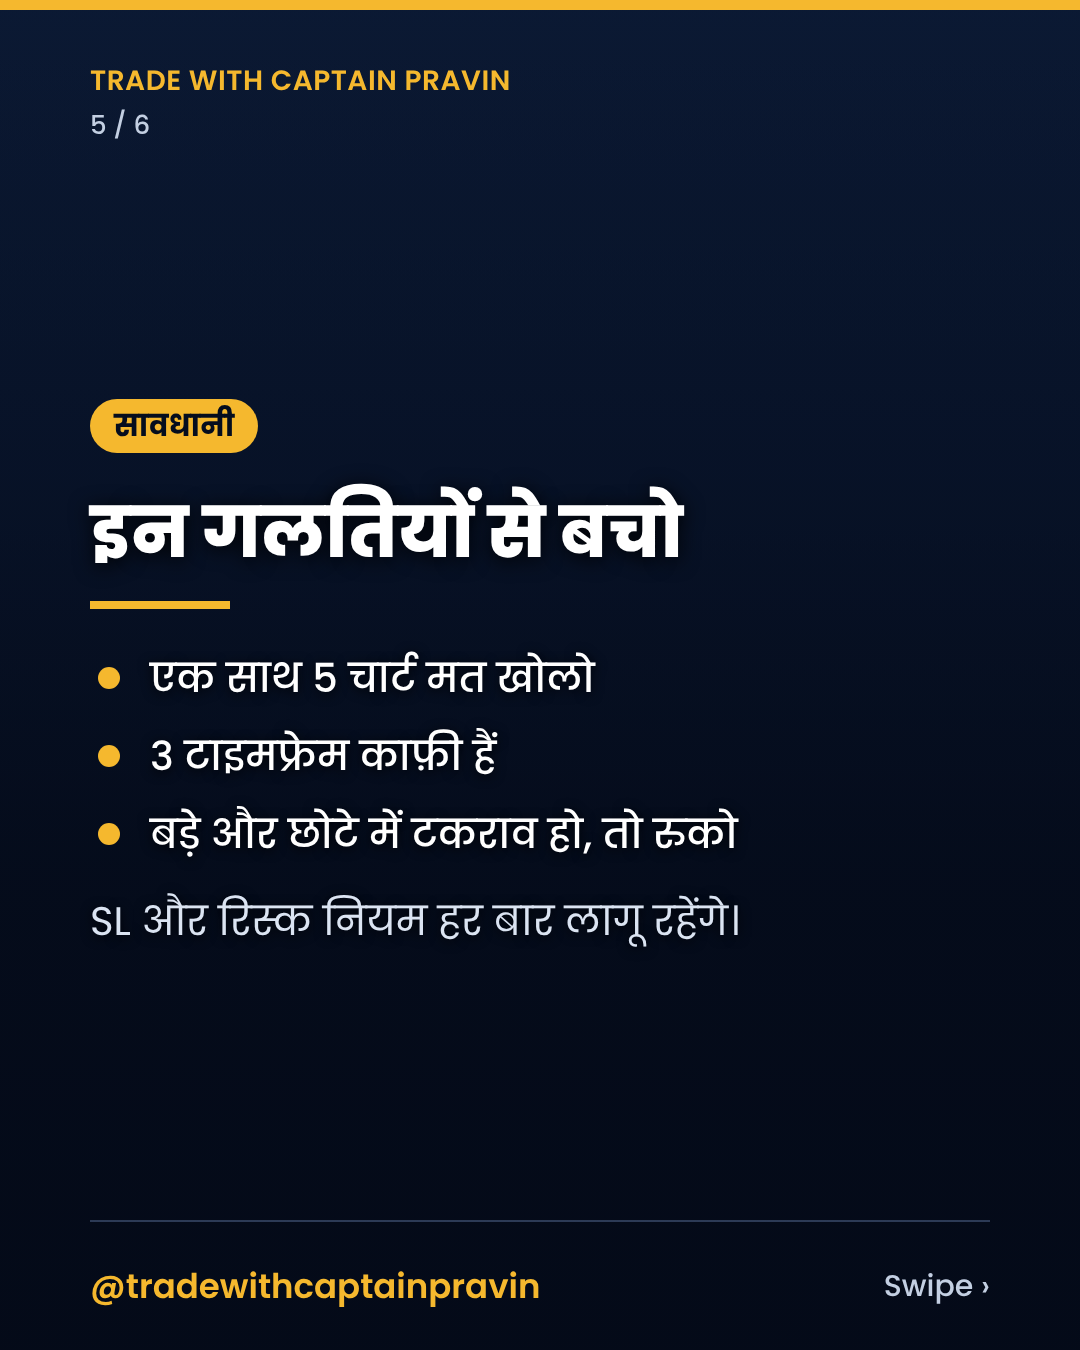 TRADE WITH CAPTAIN PRAVIN
5 / 6
सावधानी
इन गलतियों से बचो
एक साथ 5 चार्ट मत खोलो
3 टाइमफ्रेम काफ़ी हैं
बड़े और छोटे में टकराव हो, तो रुको
SL और रिस्क नियम हर बार लागू रहेंगे।
@tradewithcaptainpravin
Swipe ›